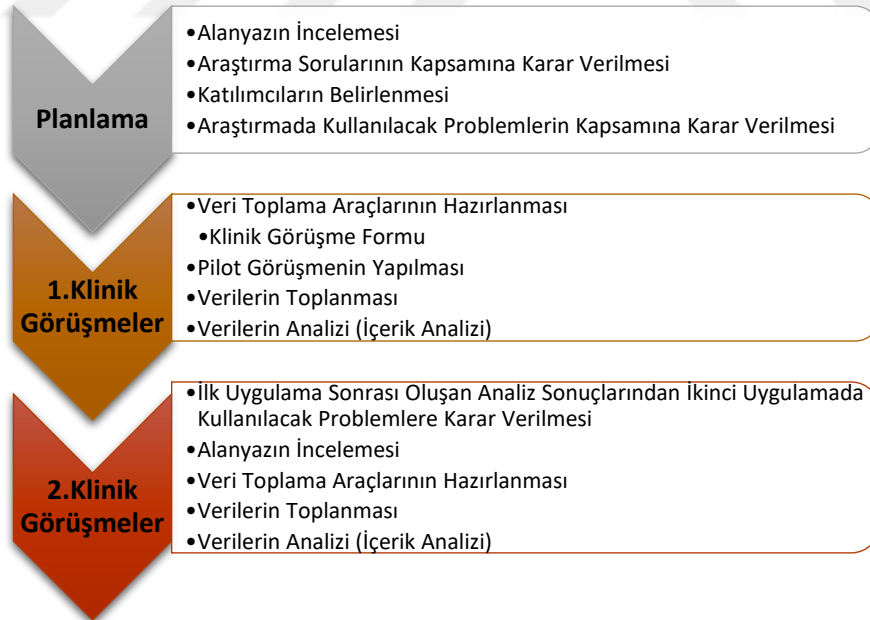 Planlama
•Alanyazın İncelemesi
•Araştırma Sorularının Kapsamına Karar Verilmesi
•Katılımcıların Belirlenmesi
•Araştırmada Kullanılacak Problemlerin Kapsamına Karar Verilmesi
1.Klinik
Görüşmeler
•Veri Toplama Araçlarının Hazırlanması
•Klinik Görüşme Formu
•Pilot Görüşmenin Yapılması
•Verilerin Toplanması
•Verilerin Analizi (İçerik Analizi)
2.Klinik
Görüşmeler
•İlk Uygulama Sonrası Oluşan Analiz Sonuçlarından İkinci Uygulamada
Kullanılacak Problemlere Karar Verilmesi
•Alanyazın İncelemesi
•Veri Toplama Araçlarının Hazırlanması
•Verilerin Toplanması
•Verilerin Analizi (İçerik Analizi)